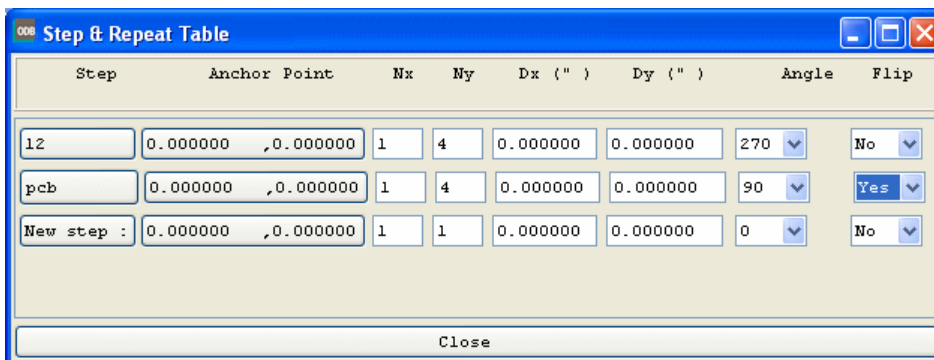 ODB Step & Repeat Table
Step Anchor Point Nx Ny Dx (" ) Dy (" ) Angle Flip
12 0.000000 ,0.000000 1 4 0.000000 0.000000 270 No
pcb 0.000000 ,0.000000 1 4 0.000000 0.000000 90 Yes
New step : 0.000000 ,0.000000 1 1 0.000000 0.000000 0 No
Close